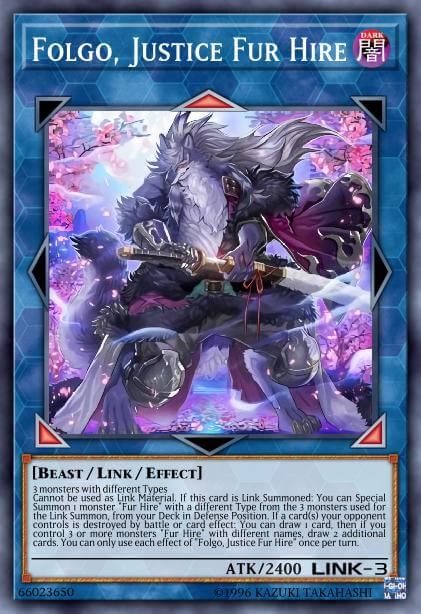 FOLGO, JUSTICE FUR HIRE
DARK
闇
[BEAST / LINK / EFFECT]
3 monsters with different Types
Cannot be used as Link Material. If this card is Link Summoned: You can Special
Summon 1 monster "Fur Hire" with a different Type from the 3 monsters used for
the Link Summon, from your Deck in Defense Position. If a card(s) your opponent
controls is destroyed by battle or card effect: You can draw 1 card, then if you
control 3 or more monsters "Fur Hire" with different names, draw 2 additional
cards. You can only use each effect of "Folgo, Justice Fur Hire" once per turn.
ATK/2400 LINK-3
66023650 ©1996 KAZUKI TAKAHASHI